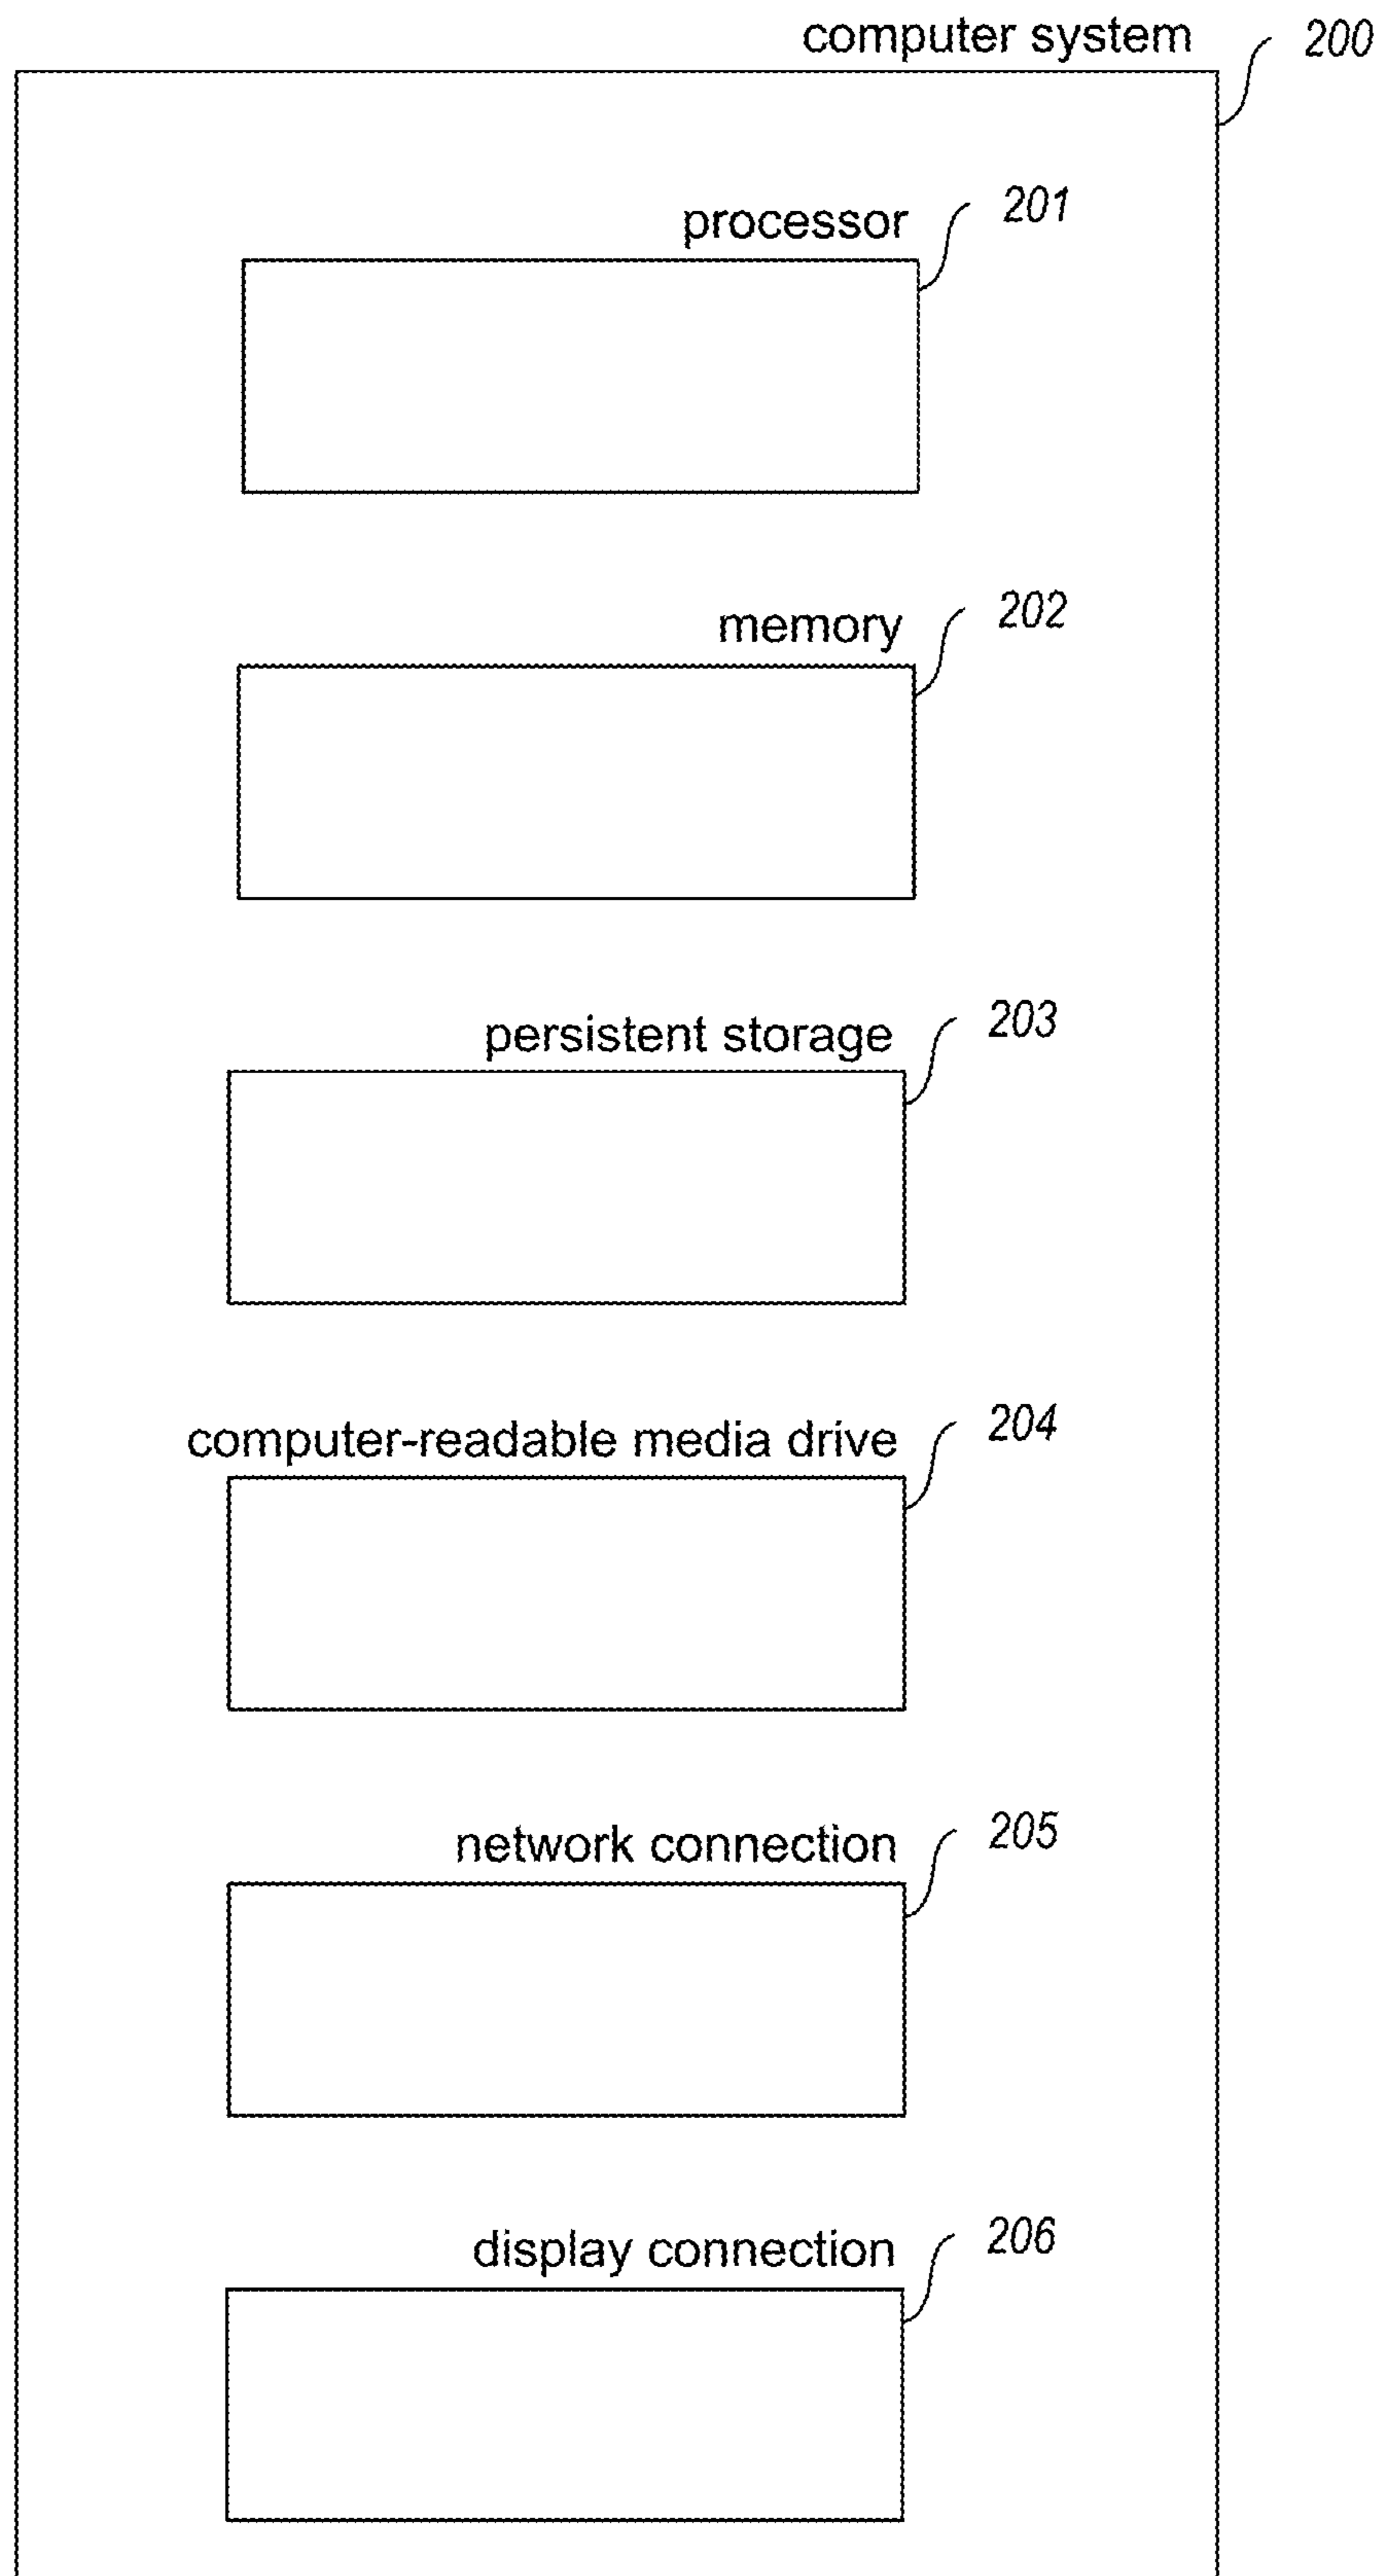 computer system 200
processor 201
memory 202
persistent storage 203
computer-readable media drive 204
network connection 205
display connection 206